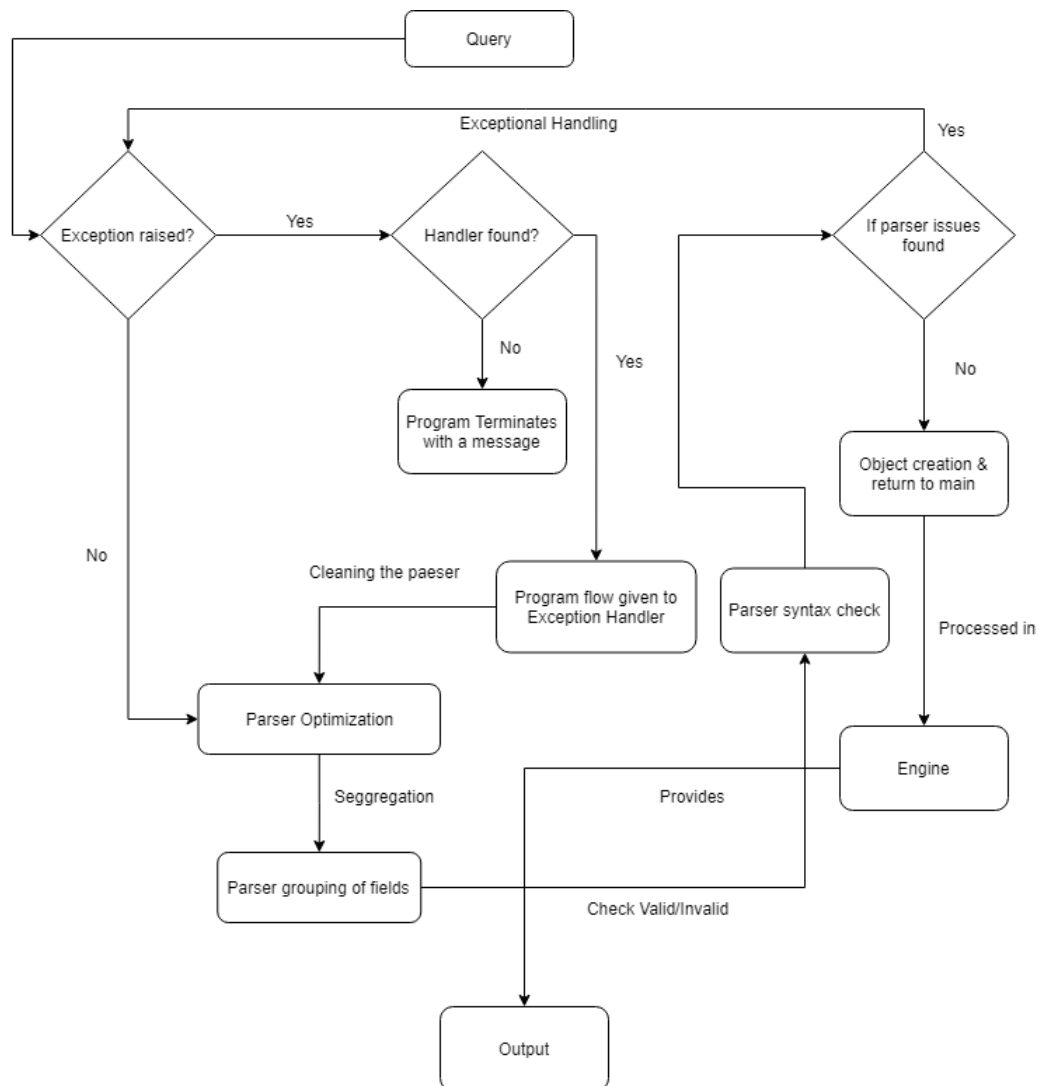 Query
Exceptional Handling
Yes
Exception raised?
Yes
Handler found?
If parser issues
found
No
Yes
No
Program Terminates
with a message
Object creation &
return to main
No
Cleaning the paeser
Program flow given to
Exception Handler
Parser syntax check
Processed in
Parser Optimization
Engine
Seggregation
Provides
Parser grouping of fields
Check Valid/Invalid
Output